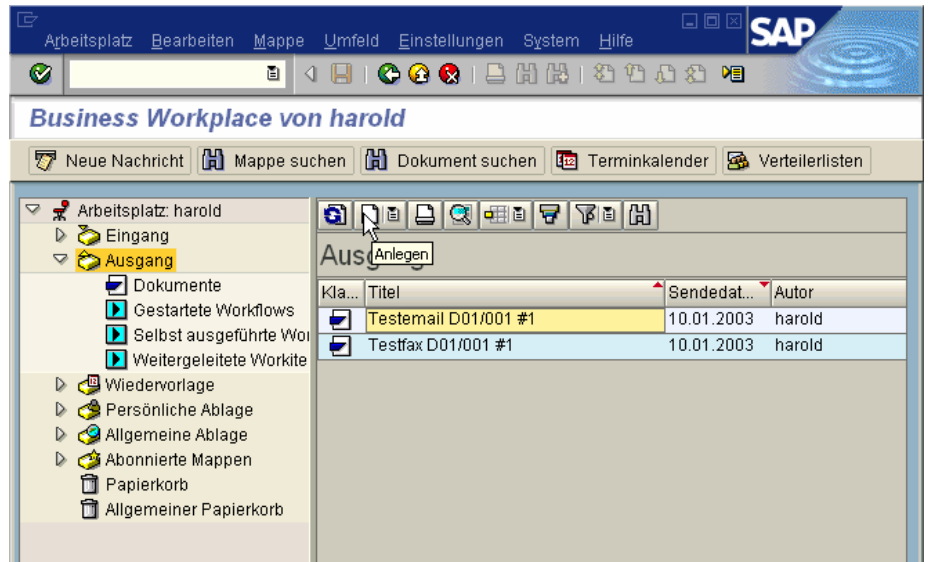 Arbeitsplatz Bearbeiten Mappe Umfeld Einstellungen System Hilfe
SAP
Business Workplace von harold
Neue Nachricht Mappe suchen Dokument suchen 12 Terminkalender Verteilerlisten
Arbeitsplatz: harold
Eingang
Ausgang
Dokumente
Gestartete Workflows
Selbst ausgeführte Wor
Weitergeleitete Workite
12 Wiedervorlage
Persönliche Ablage
Allgemeine Ablage
Abonnierte Mappen
Papierkorb
Allgemeiner Papierkorb
Anlegen
Kla... Titel Sendedat... Autor
Testemail D01/001 #1 10.01.2003 harold
Testfax D01/001 #1 10.01.2003 harold